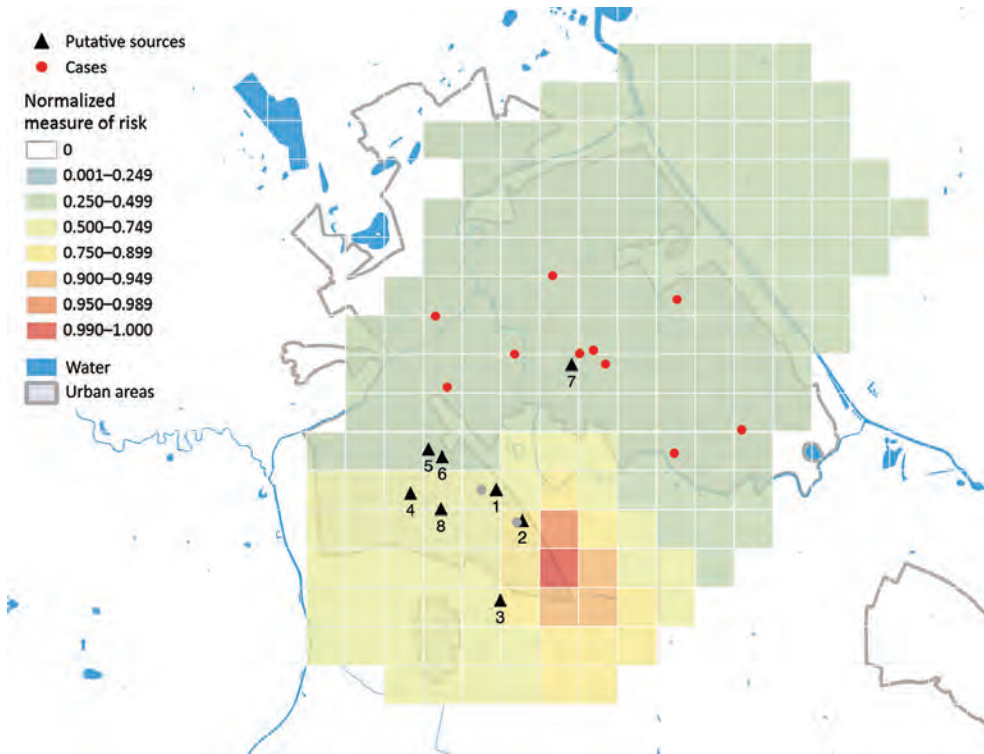 Putative sources
Cases
Normalized
measure of risk
0
0.001–0.249
0.250–0.499
0.500–0.749
0.750–0.899
0.900–0.949
0.950–0.989
0.990–1.000
Water
Urban areas
7
5
6
4
1
8
2
3